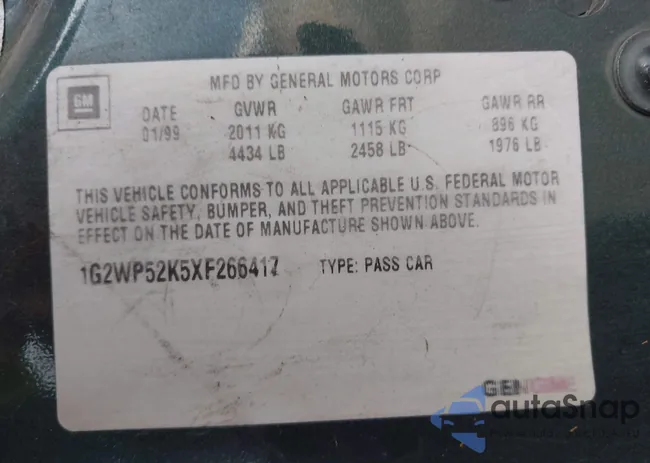 MFD BY GENERAL MOTORS CORP
GM
DATE GVWR GAWR FRT GAWR RR
01/99 2011 KG 1115 KG 896 KG
4434 LB 2458 LB 1976 LB
THIS VEHICLE CONFORMS TO ALL APPLICABLE U.S. FEDERAL MOTOR
VEHICLE SAFETY, BUMPER, AND THEFT PREVENTION STANDARDS IN
EFFECT ON THE DATE OF MANUFACTURE SHOWN ABOVE.
1G2WP52K5XF266417 TYPE: PASS CAR
autoSnap